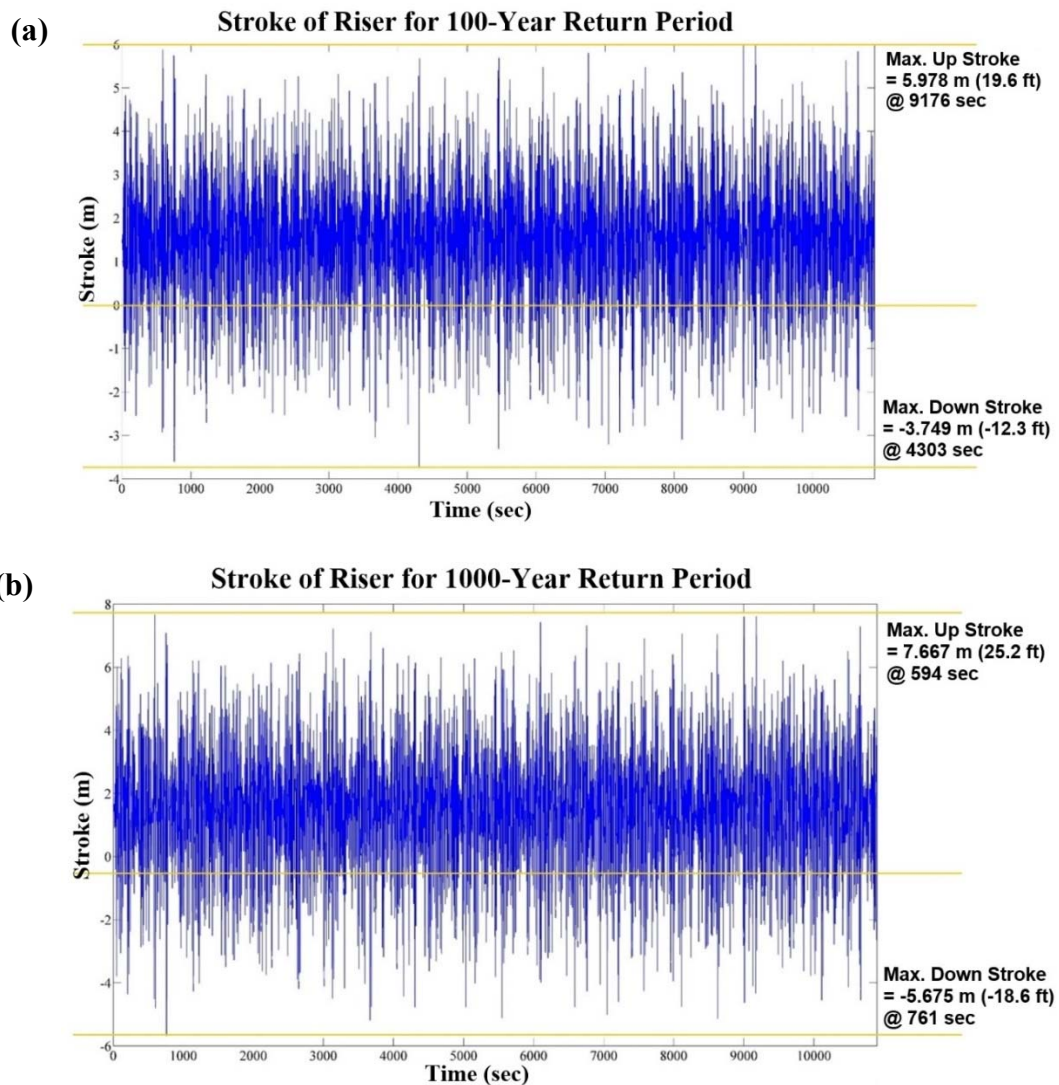 (a)
Stroke of Riser for 100-Year Return Period
6
5
4
3
2
1
0
-1
-2
-3
-4
Stroke (m)
0 1000 2000 3000 4000 5000 6000 7000 8000 9000 10000
Time (sec)
Max. Up Stroke
= 5.978 m (19.6 ft)
@ 9176 sec
Max. Down Stroke
= -3.749 m (-12.3 ft)
@ 4303 sec
(b)
Stroke of Riser for 1000-Year Return Period
8
6
4
2
0
-2
-4
-6
Stroke (m)
0 1000 2000 3000 4000 5000 6000 7000 8000 9000 10000
Time (sec)
Max. Up Stroke
= 7.667 m (25.2 ft)
@ 594 sec
Max. Down Stroke
= -5.675 m (-18.6 ft)
@ 761 sec